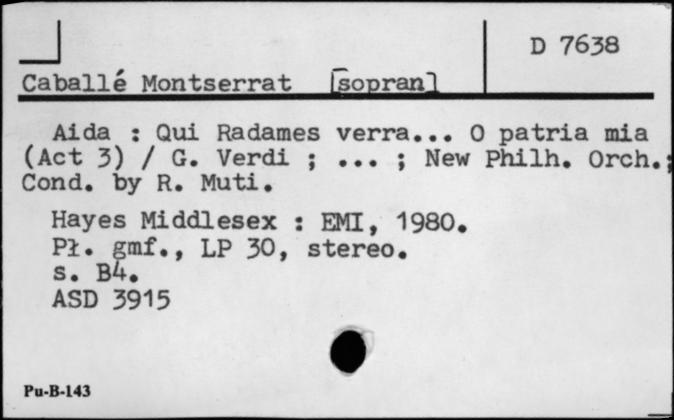 D 7638
Caballé Montserrat [sopran]
Aida : Qui Radames verra... O patria mia
(Act 3) / G. Verdi ; ... ; New Philh. Orch.;
Cond. by R. Muti.
Hayes Middlesex : EMI, 1980.
Pł. gmf., LP 30, stereo.
s. B4.
ASD 3915
Pu-B-143